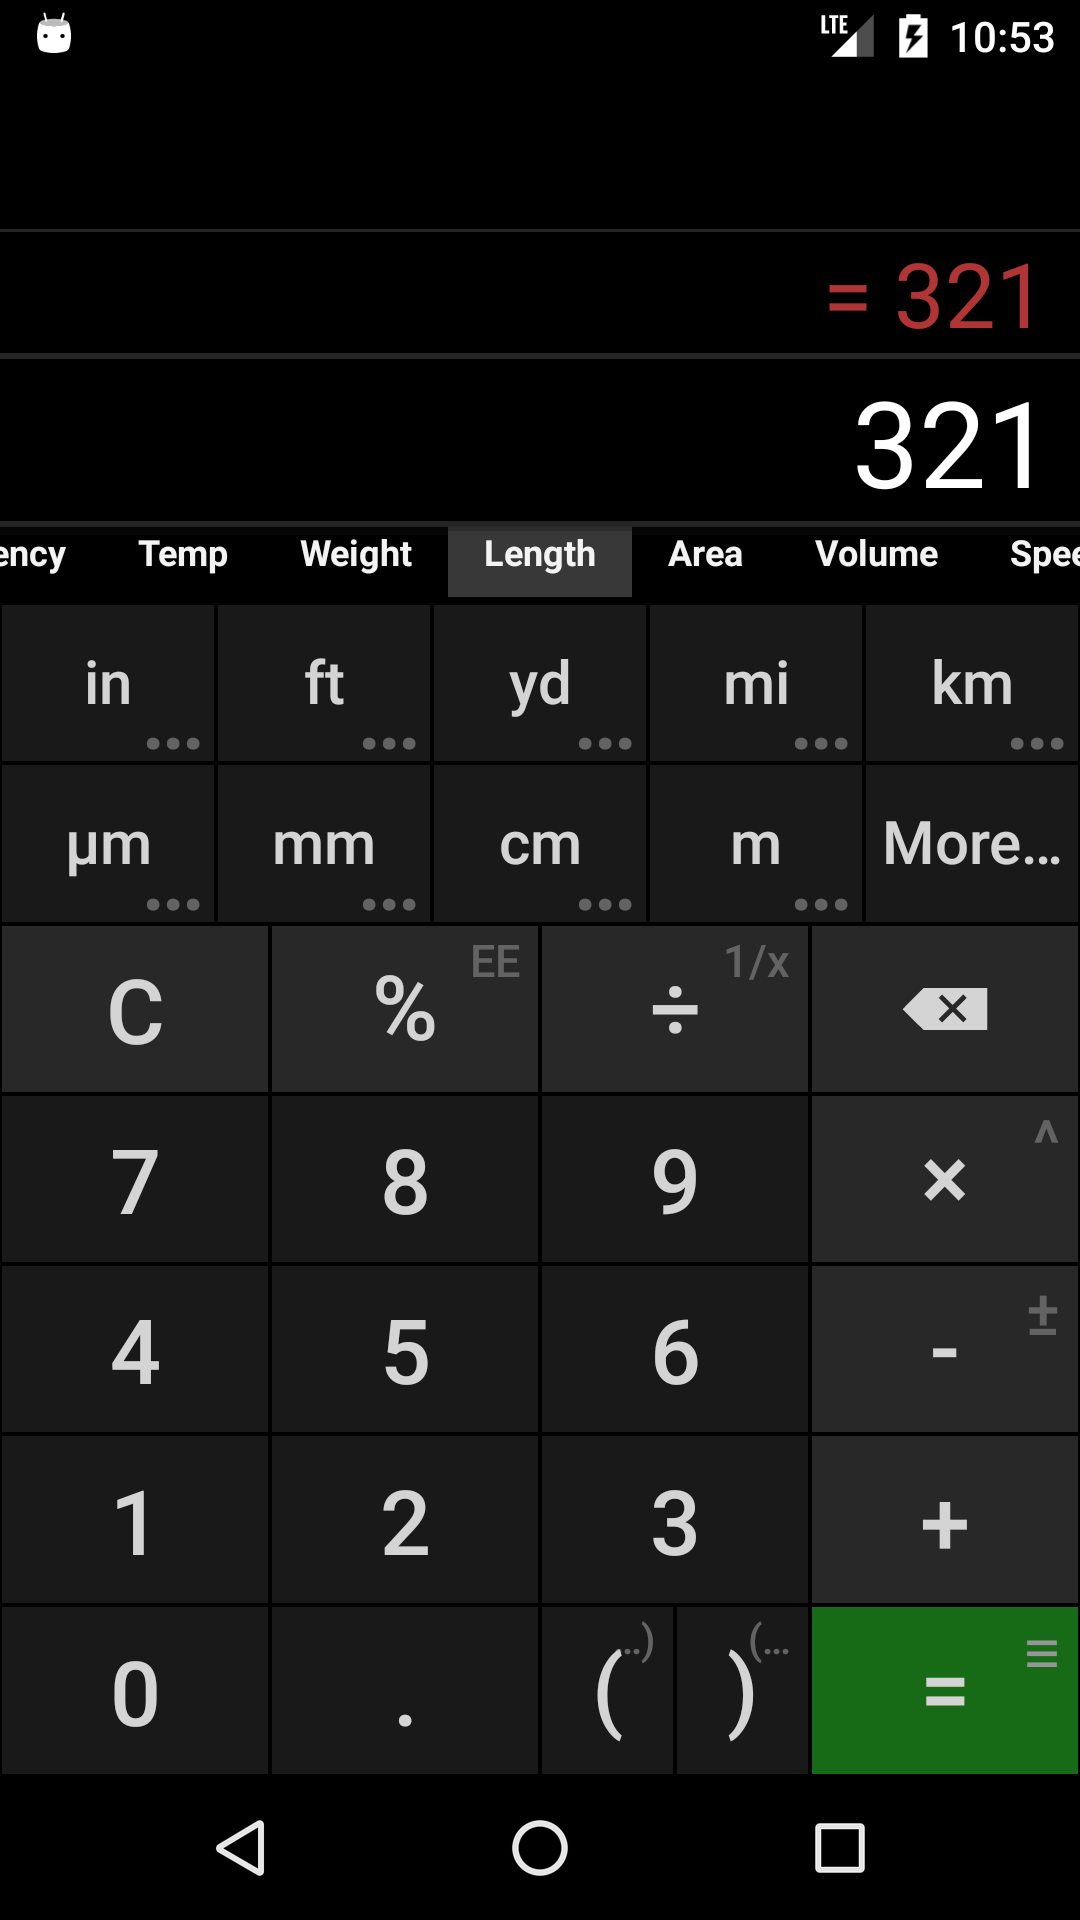 LTE 10:53
= 321
321
ency Temp Weight Length Area Volume Spee
in ft yd mi km
µm mm cm m More...
C % EE ÷ 1/x
7 8 9 × ^
4 5 6 - ±
1 2 3 +
0 . ( ..) ) (... =